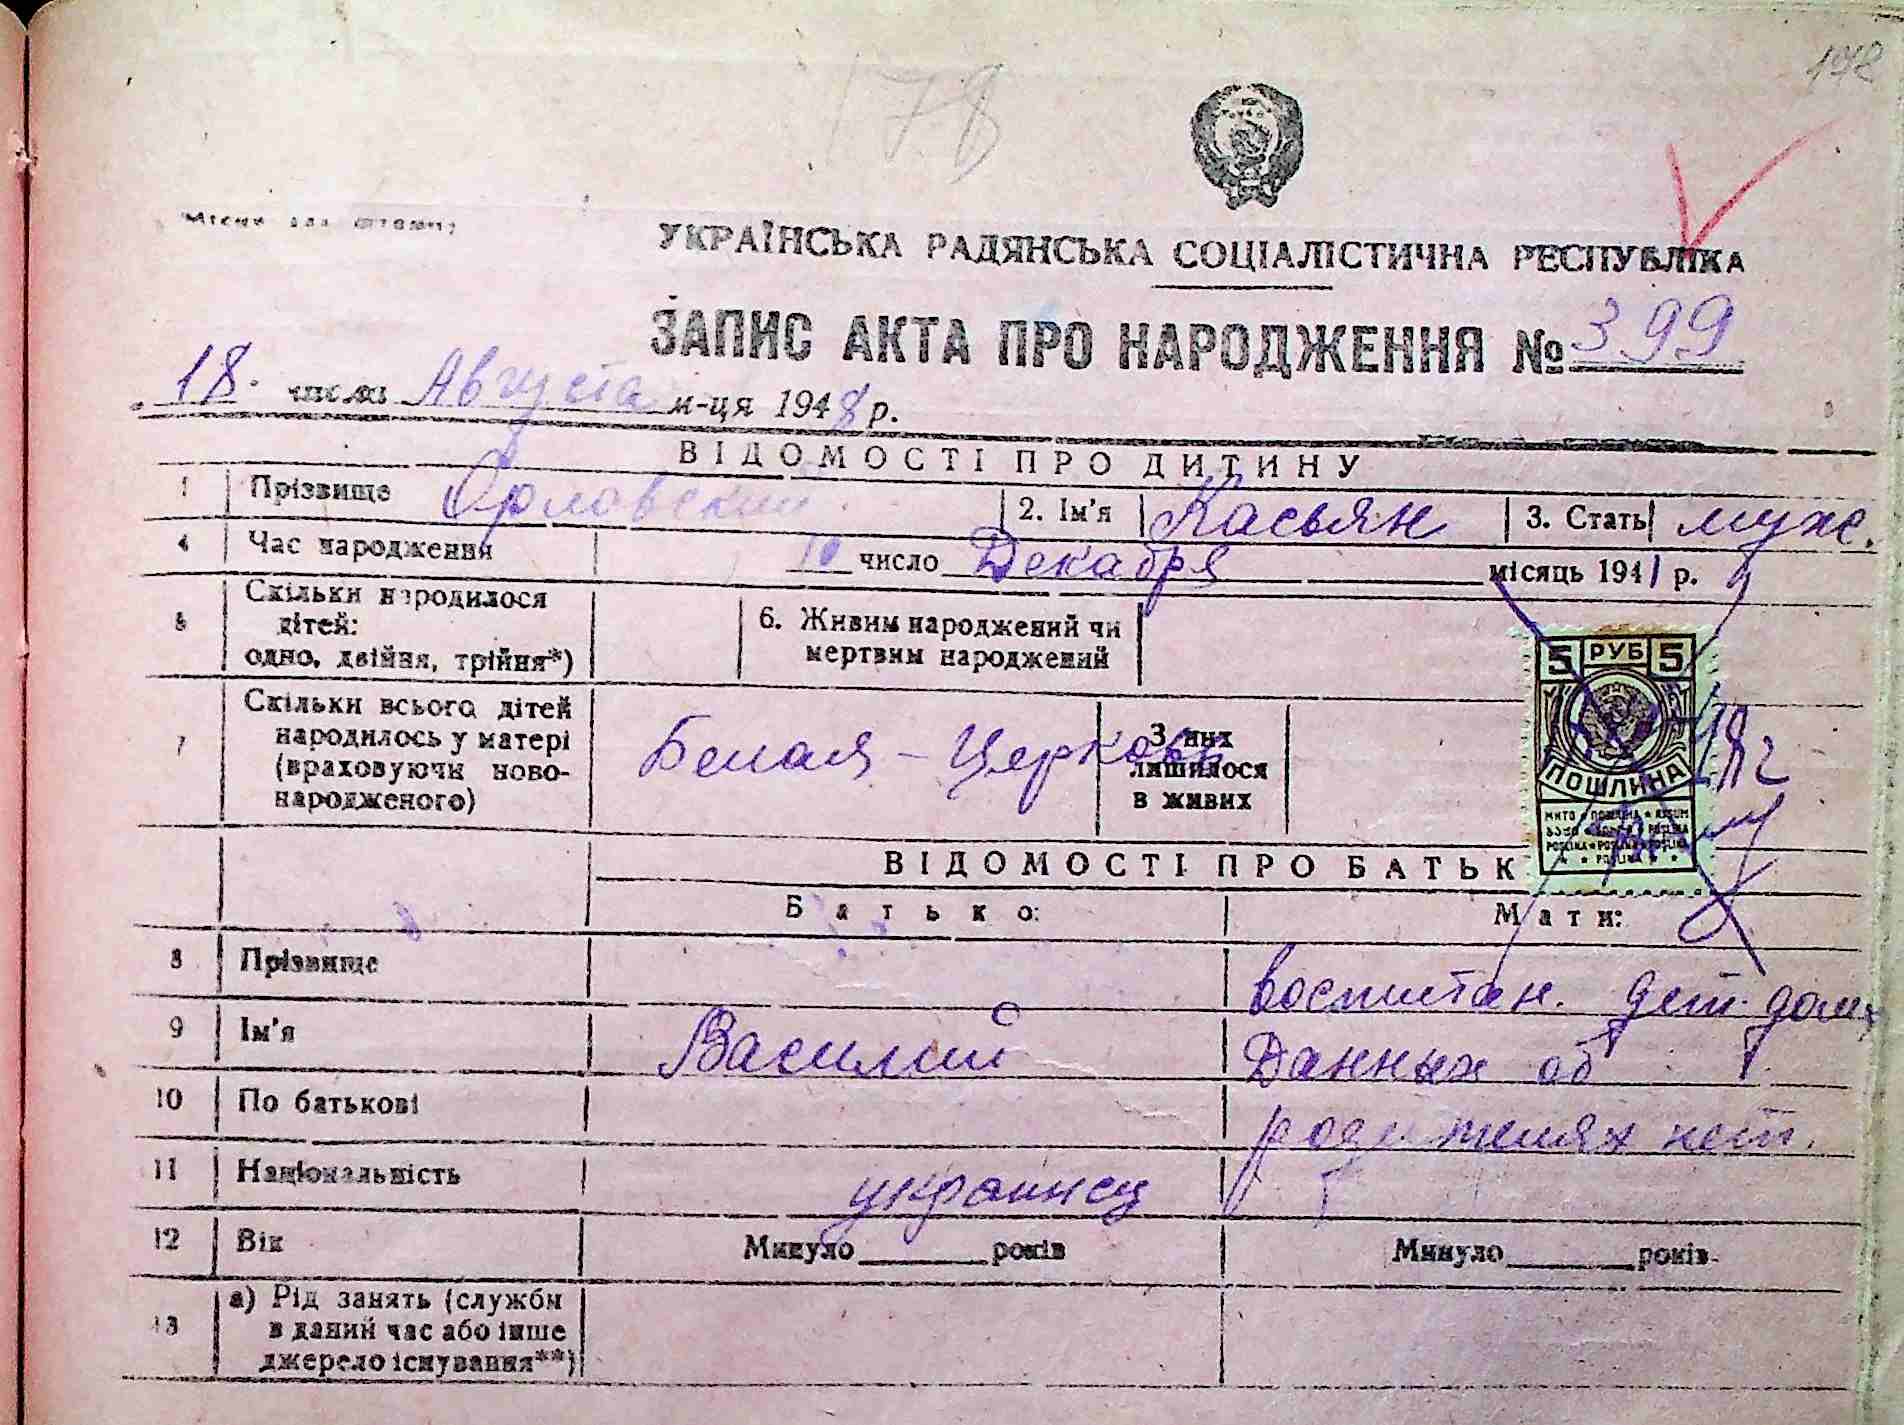 178
Місце для штампу
УКРАЇНСЬКА РАДЯНСЬКА СОЦІАЛІСТИЧНА РЕСПУБЛІКА
ЗАПИС АКТА ПРО НАРОДЖЕННЯ № 399
18 числа Августа м-ця 1948 р.
ВІДОМОСТІ ПРО ДИТИНУ
1 Прізвище Орловский 2. Ім'я Касьян 3. Стать муж.
4 Час народження 10 число Декабря місяць 1941 р.
5 Скільки народилося дітей: одно, двійня, трійня*) 6. Живим народжений чи мертвим народжений
7 Скільки всього дітей народилось у матері (враховуючи новонародженого) Белая - Церковь З них лишилося в живих
5 РУБ 5
ПОШЛИНА
ВІДОМОСТІ ПРО БАТЬК
Батько: Мати:
8 Прізвище воспитан. дет. дома
9 Ім'я Василий Данных об
10 По батькові родителях нет.
11 Національність украинец
12 Вік Минуло років Минуло років
13 а) Рід занять (служби в даний час або інше джерело існування**)